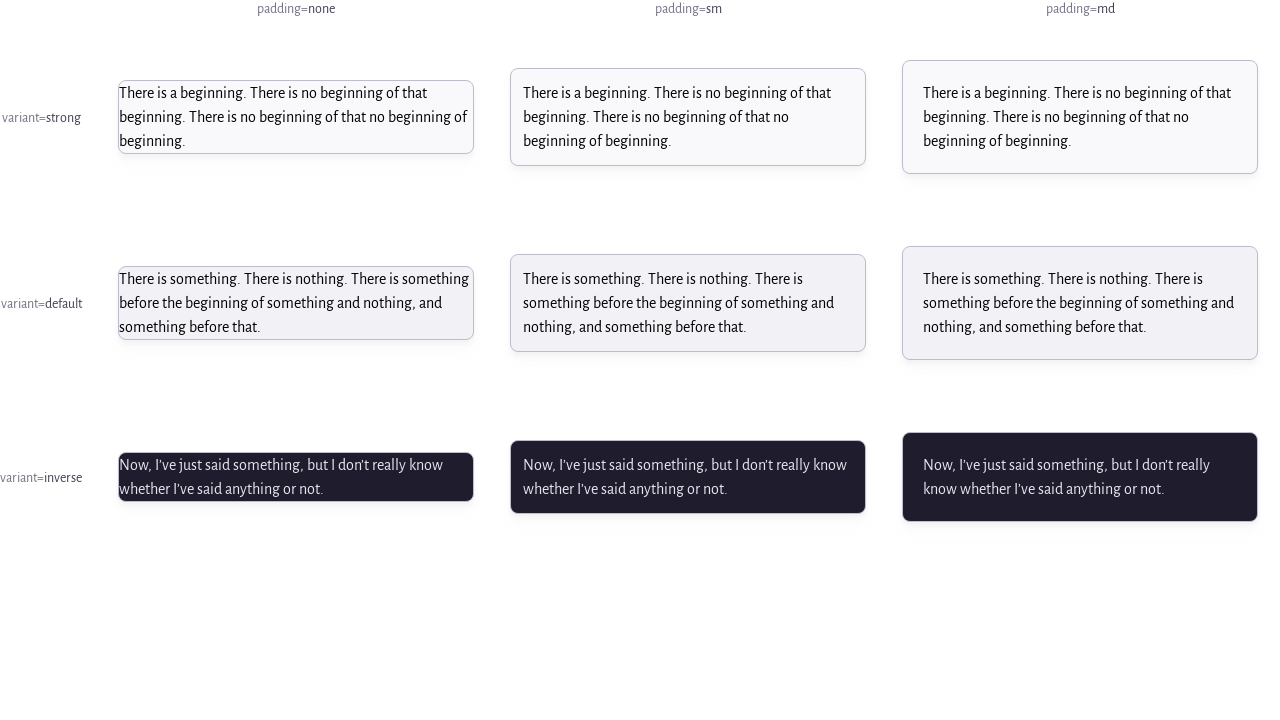 padding=none
padding=sm
padding=md
variant=strong
There is a beginning. There is no beginning of that
beginning. There is no beginning of that no beginning of
beginning.
There is a beginning. There is no beginning of that
beginning. There is no beginning of that no
beginning of beginning.
There is a beginning. There is no beginning of that
beginning. There is no beginning of that no
beginning of beginning.
variant=default
There is something. There is nothing. There is something
before the beginning of something and nothing, and
something before that.
There is something. There is nothing. There is
something before the beginning of something and
nothing, and something before that.
There is something. There is nothing. There is
something before the beginning of something and
nothing, and something before that.
variant=inverse
Now, I’ve just said something, but I don’t really know
whether I’ve said anything or not.
Now, I’ve just said something, but I don’t really know
whether I’ve said anything or not.
Now, I’ve just said something, but I don’t really
know whether I’ve said anything or not.